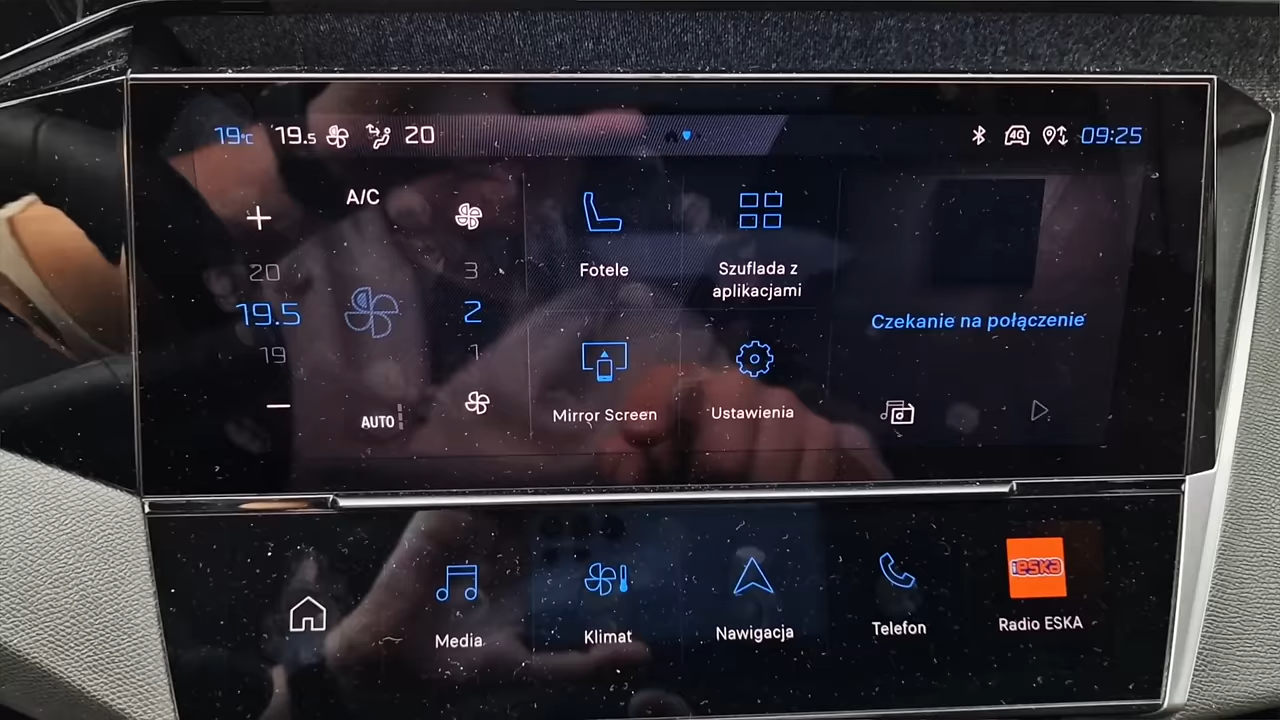 19°C 19.5 20 4G 09:25
A/C
20
19.5
19
AUTO
3
2
1
Fotele
Szuflada z
aplikacjami
Mirror Screen
Ustawienia
Czekanie na połączenie
Media
Klimat
Nawigacja
Telefon
eska
Radio ESKA